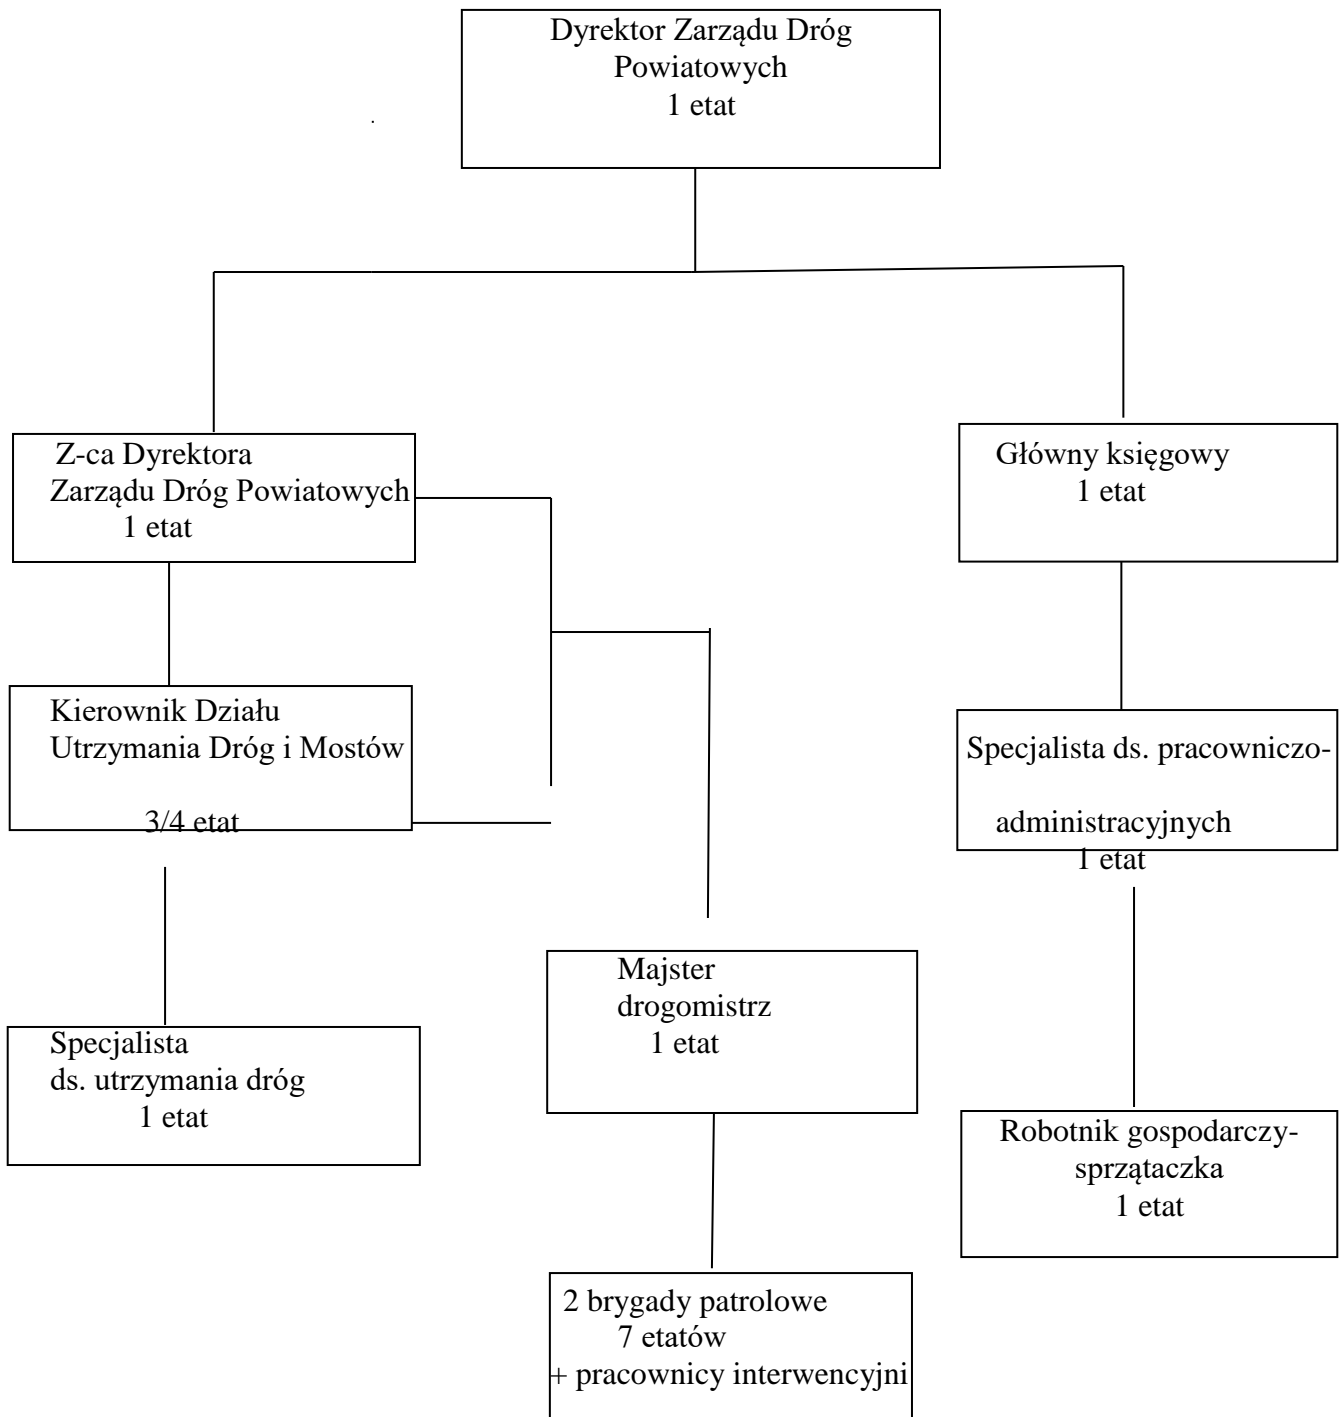 Dyrektor Zarządu Dróg
Powiatowych
1 etat
Z-ca Dyrektora
Zarządu Dróg Powiatowych
1 etat
Główny księgowy
1 etat
Kierownik Działu
Utrzymania Dróg i Mostów
3/4 etat
Specjalista ds. pracowniczo-
administracyjnych
1 etat
Majster
drogomistrz
1 etat
Specjalista
ds. utrzymania dróg
1 etat
Robotnik gospodarczy-
sprzątaczka
1 etat
2 brygady patrolowe
7 etatów
+ pracownicy interwencyjni